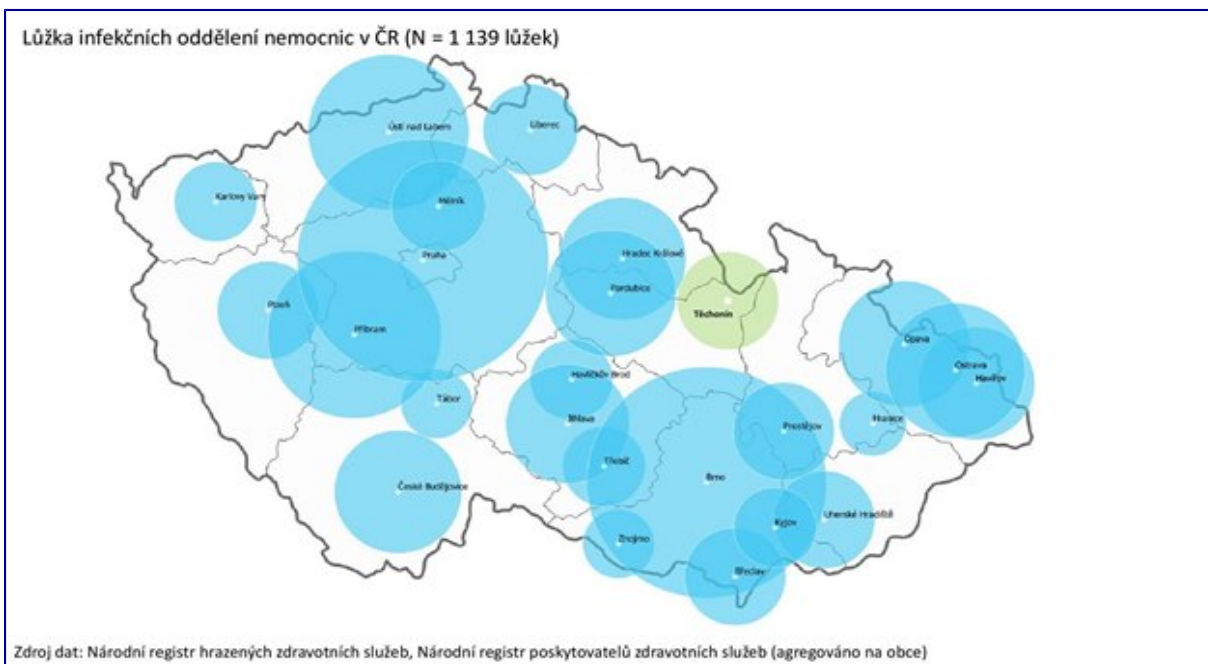 Lůžka infekčních oddělení nemocnic v ČR (N = 1 139 lůžek)
Ústí nad Labem
Liberec
Karlovy Vary
Mělník
Praha
Hradec Králové
Pardubice
Těchonín
Plzeň
Příbram
Opava
Ostrava
Havířov
Havlíčkův Brod
Tábor
Jihlava
Prostějov
Hranice
Třebíč
Brno
České Budějovice
Uherské Hradiště
Kyjov
Znojmo
Břeclav
Zdroj dat: Národní registr hrazených zdravotních služeb, Národní registr poskytovatelů zdravotních služeb (agregováno na obce)